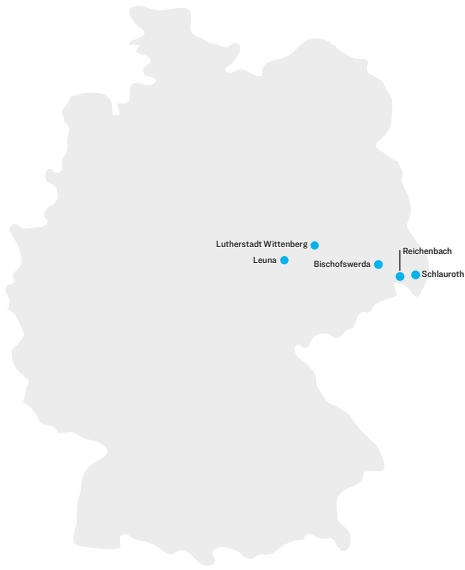 Lutherstadt Wittenberg
Reichenbach
Leuna
Bischofswerda
Schlauroth